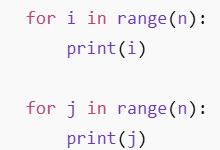 for i in range(n):
    print(i)

for j in range(n):
    print(j)